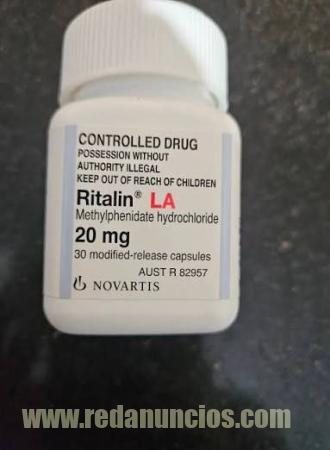 CONTROLLED DRUG
POSSESSION WITHOUT
AUTHORITY ILLEGAL
KEEP OUT OF REACH OF CHILDREN
Ritalin® LA
Methylphenidate hydrochloride
20 mg
30 modified-release capsules
AUST R 82957
NOVARTIS
www.redanuncios.com